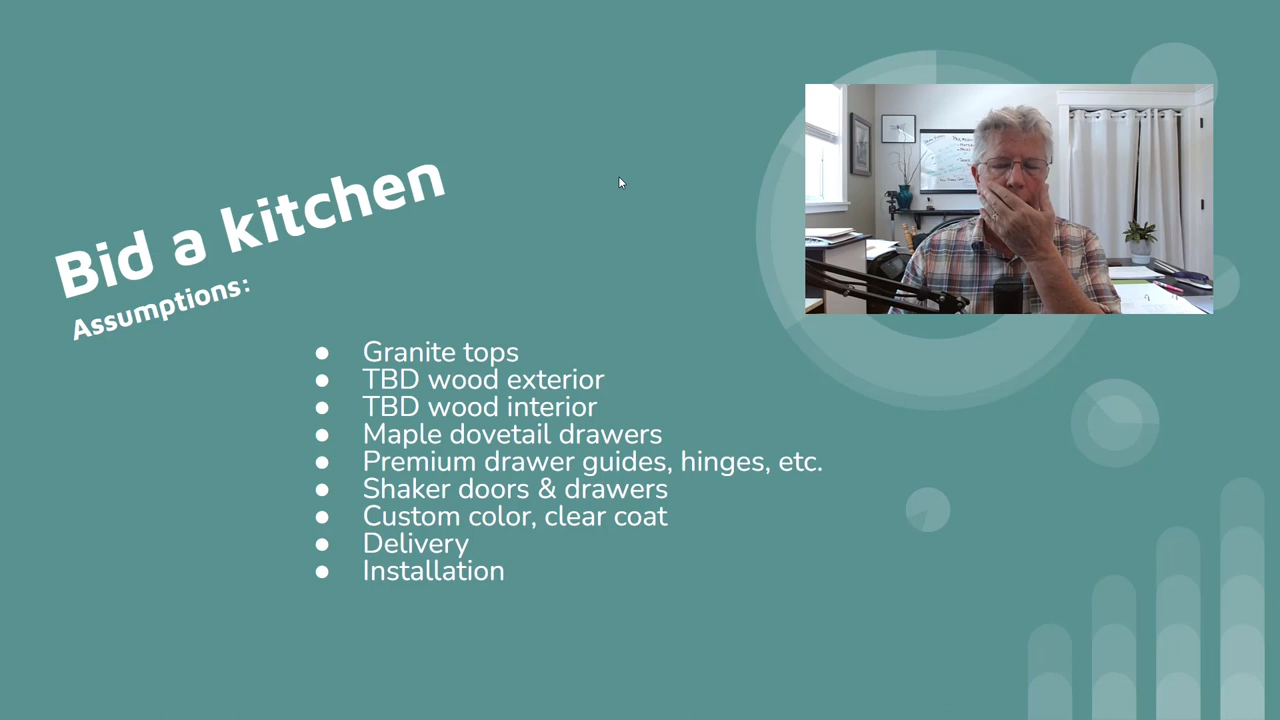 Bid a kitchen
Assumptions:
● Granite tops
● TBD wood exterior
● TBD wood interior
● Maple dovetail drawers
● Premium drawer guides, hinges, etc.
● Shaker doors & drawers
● Custom color, clear coat
● Delivery
● Installation